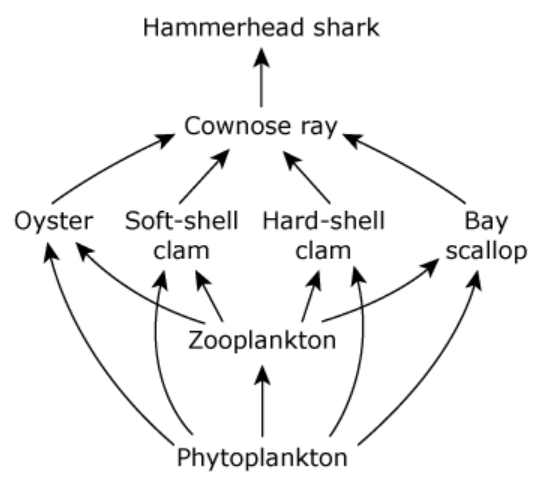 Hammerhead shark
Cownose ray
Oyster
Soft-shell
clam
Hard-shell
clam
Bay
scallop
Zooplankton
Phytoplankton